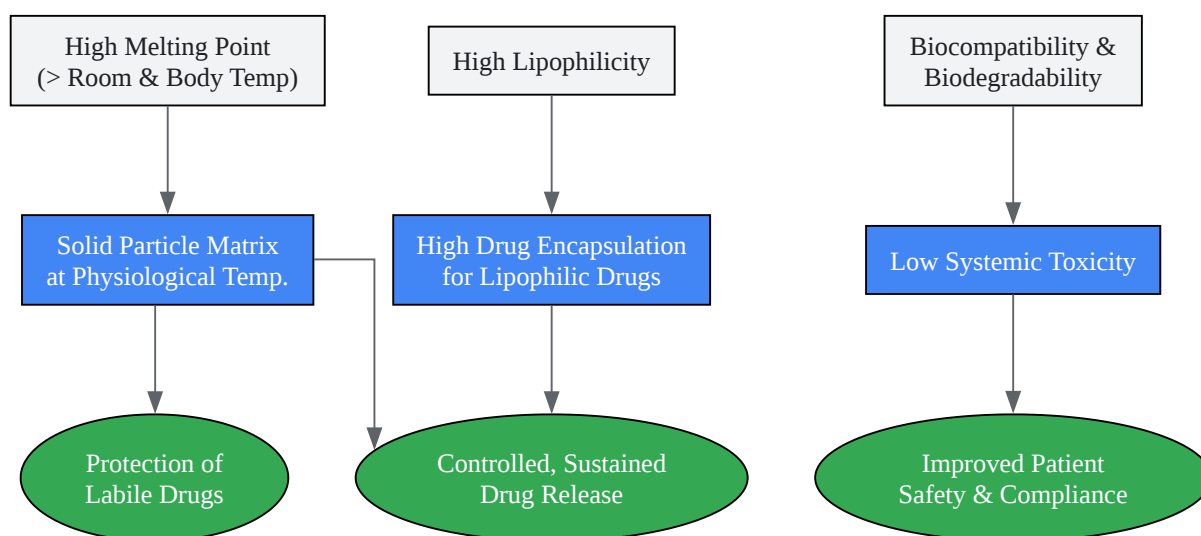 High Melting Point
(> Room & Body Temp)
High Lipophilicity
Biocompatibility &
Biodegradability
Solid Particle Matrix
at Physiological Temp.
High Drug Encapsulation
for Lipophilic Drugs
Low Systemic Toxicity
Protection of
Labile Drugs
Controlled, Sustained
Drug Release
Improved Patient
Safety & Compliance